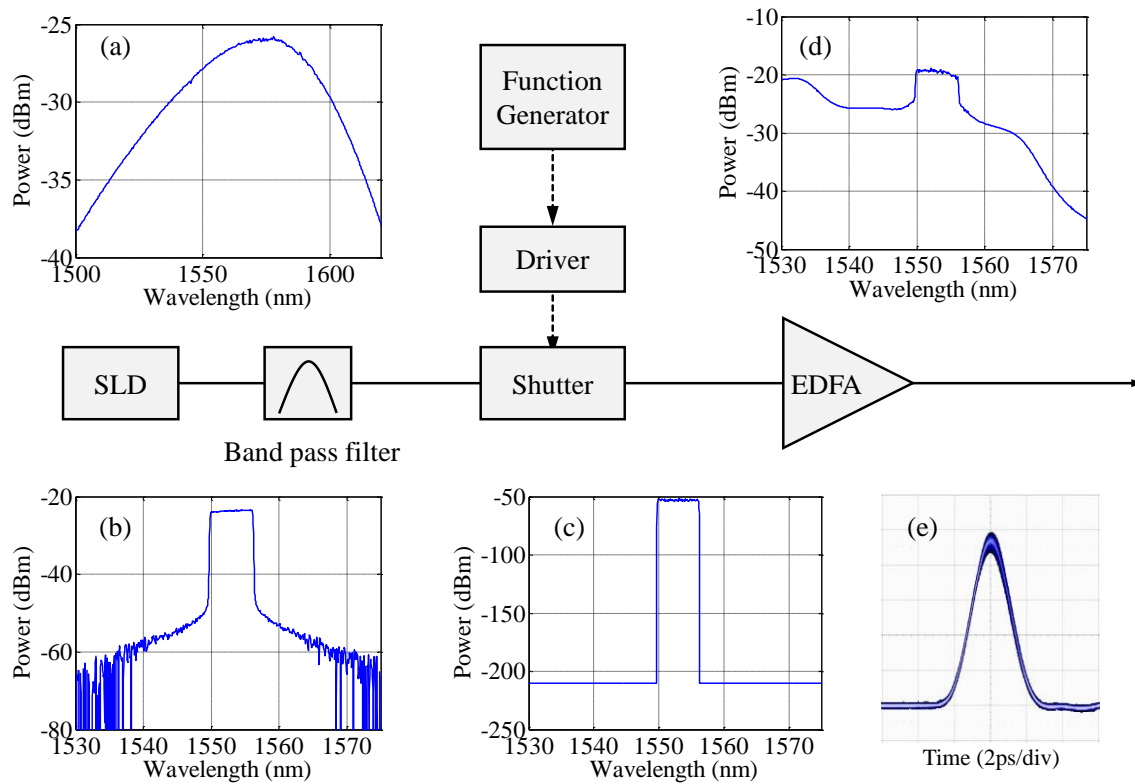 -25
-30
-35
-40
Power (dBm)
(a)
1500
1550
1600
Wavelength (nm)
Function
Generator
Driver
-10
-20
-30
-40
-50
Power (dBm)
(d)
1530
1540
1550
1560
1570
Wavelength (nm)
SLD
Band pass filter
Shutter
EDFA
-20
-40
-60
-80
Power (dBm)
(b)
1530
1540
1550
1560
1570
Wavelength (nm)
-50
-100
-150
-200
-250
Power (dBm)
(c)
1530
1540
1550
1560
1570
Wavelength (nm)
(e)
Time (2ps/div)